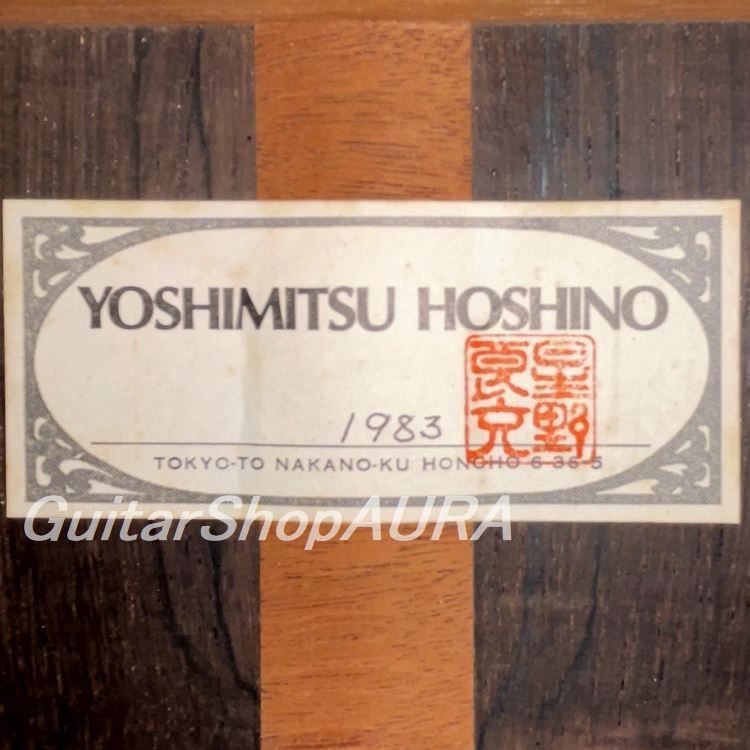 YOSHIMITSU HOSHINO
星野
良充
1983
TOKYO-TO NAKANO-KU HONCHO 6-36-5
GuitarShopAURA